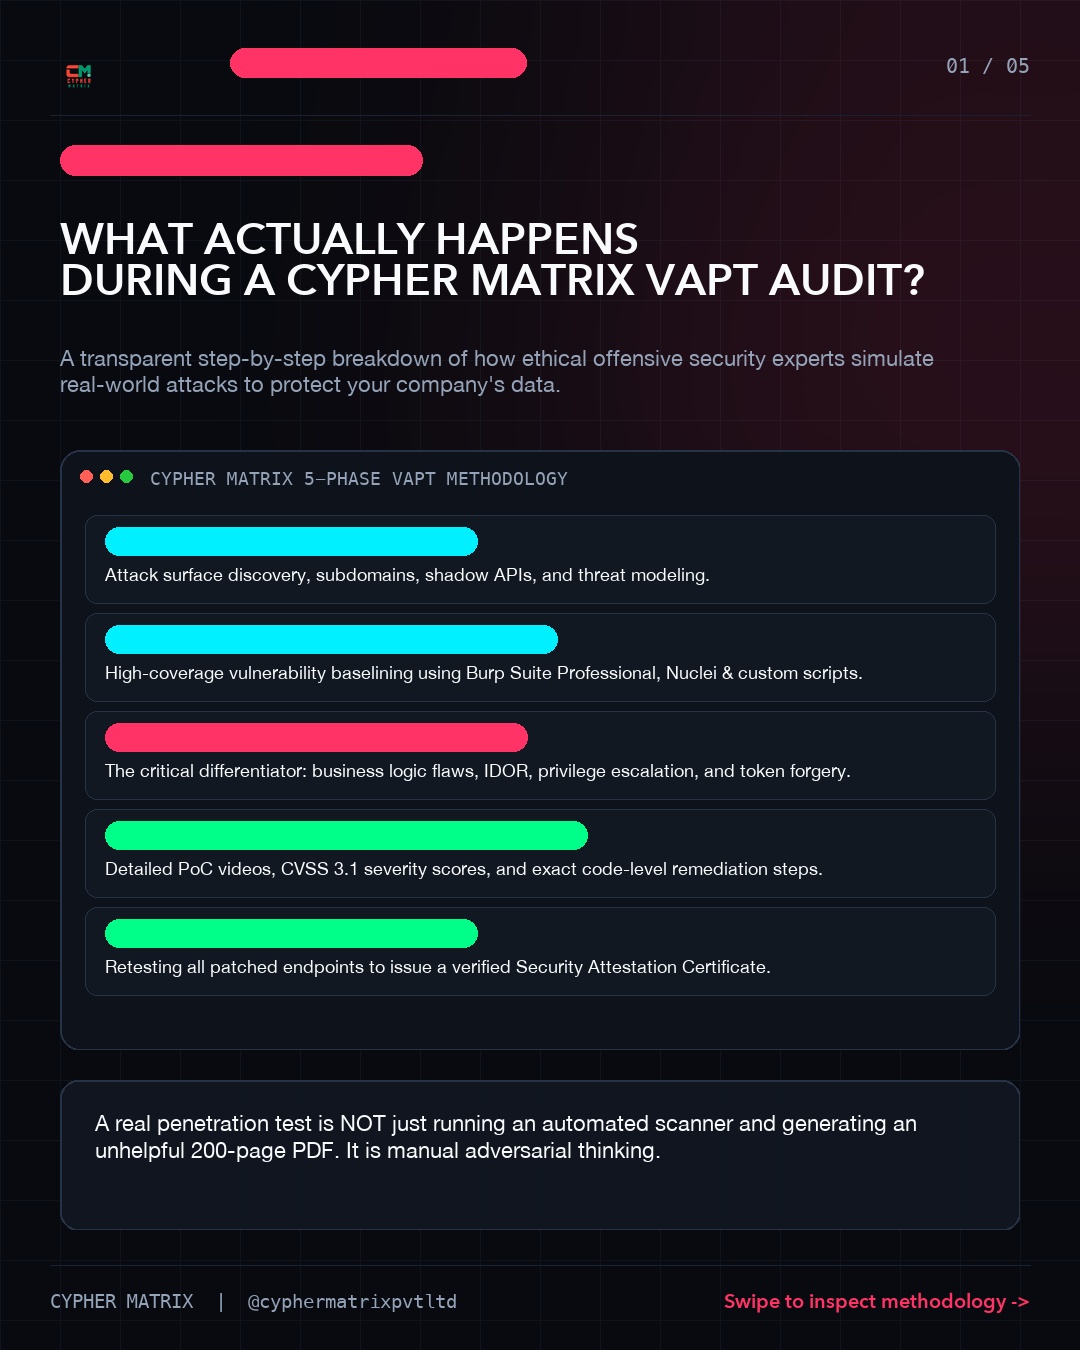 CM
CYPHER
MATRIX
01 / 05
WHAT ACTUALLY HAPPENS
DURING A CYPHER MATRIX VAPT AUDIT?
A transparent step-by-step breakdown of how ethical offensive security experts simulate
real-world attacks to protect your company's data.
CYPHER MATRIX 5-PHASE VAPT METHODOLOGY
Attack surface discovery, subdomains, shadow APIs, and threat modeling.
High-coverage vulnerability baselining using Burp Suite Professional, Nuclei & custom scripts.
The critical differentiator: business logic flaws, IDOR, privilege escalation, and token forgery.
Detailed PoC videos, CVSS 3.1 severity scores, and exact code-level remediation steps.
Retesting all patched endpoints to issue a verified Security Attestation Certificate.
A real penetration test is NOT just running an automated scanner and generating an
unhelpful 200-page PDF. It is manual adversarial thinking.
CYPHER MATRIX | @cyphermatrixpvtltd
Swipe to inspect methodology ->